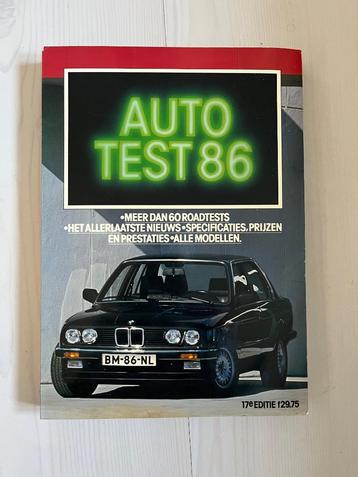 AUTO
TEST 86
•MEER DAN 60 ROADTESTS
•HET ALLERLAATSTE NIEUWS•SPECIFICATIES, PRIJZEN
EN PRESTATIES•ALLE MODELLEN.
BM-86-NL
17e EDITIE f29.75